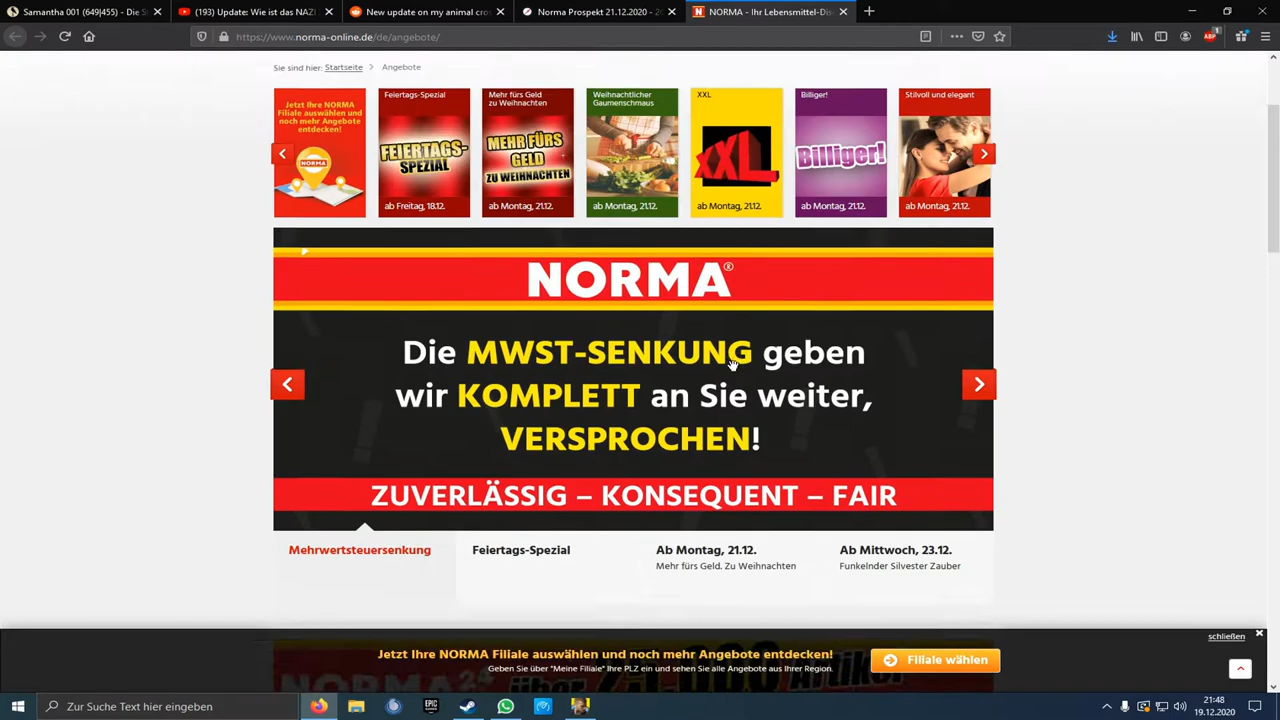 Samantha 001 (649|455) - Die S
(193) Update: Wie ist das NAZI
New update on my animal cros
Norma Prospekt 21.12.2020 - 26
NORMA - Ihr Lebensmittel-Dis
https://www.norma-online.de/de/angebote/
ABP
Sie sind hier: Startseite > Angebote
Jetzt Ihre NORMA
Filiale auswählen und
noch mehr Angebote
entdecken!
NORMA
Feiertags-Spezial
FEIERTAGS-
SPEZIAL
ab Freitag, 18.12.
Mehr fürs Geld
zu Weihnachten
MEHR FÜRS
GELD
ZU WEIHNACHTEN
ab Montag, 21.12.
Weihnachtlicher
Gaumenschmaus
ab Montag, 21.12.
XXL
XXL
ab Montag, 21.12.
Billiger!
Billiger!
ab Montag, 21.12.
Stilvoll und elegant
ab Montag, 21.12.
NORMA®
Die MWST-SENKUNG geben
wir KOMPLETT an Sie weiter,
VERSPROCHEN!
ZUVERLÄSSIG – KONSEQUENT – FAIR
Mehrwertsteuersenkung
Feiertags-Spezial
Ab Montag, 21.12.
Mehr fürs Geld. Zu Weihnachten
Ab Mittwoch, 23.12.
Funkelnder Silvester Zauber
schließen
Jetzt Ihre NORMA Filiale auswählen und noch mehr Angebote entdecken!
Geben Sie über "Meine Filiale" Ihre PLZ ein und sehen Sie alle Angebote aus Ihrer Region.
Filiale wählen
Zur Suche Text hier eingeben
EPIC
21:48
19.12.2020